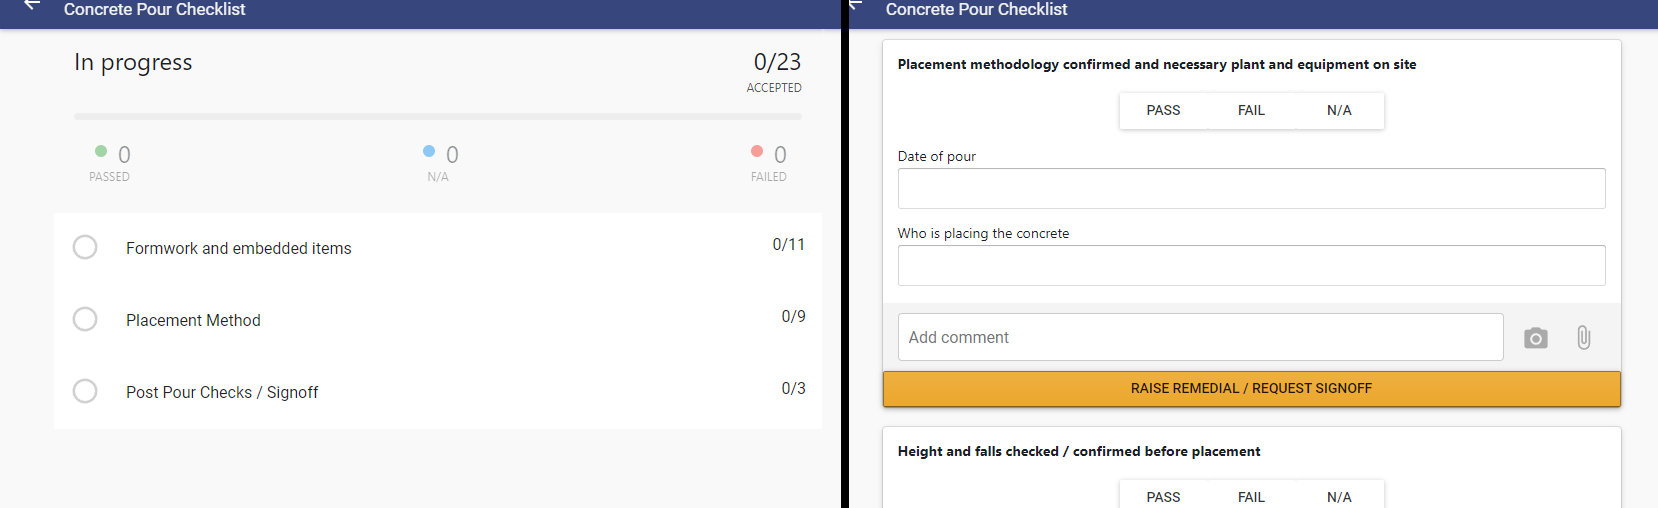 Concrete Pour Checklist
In progress
0/23
ACCEPTED
0
PASSED
0
N/A
0
FAILED
Formwork and embedded items
0/11
Placement Method
0/9
Post Pour Checks / Signoff
0/3
Concrete Pour Checklist
Placement methodology confirmed and necessary plant and equipment on site
PASS FAIL N/A
Date of pour
Who is placing the concrete
Add comment
RAISE REMEDIAL / REQUEST SIGNOFF
Height and falls checked / confirmed before placement
PASS FAIL N/A